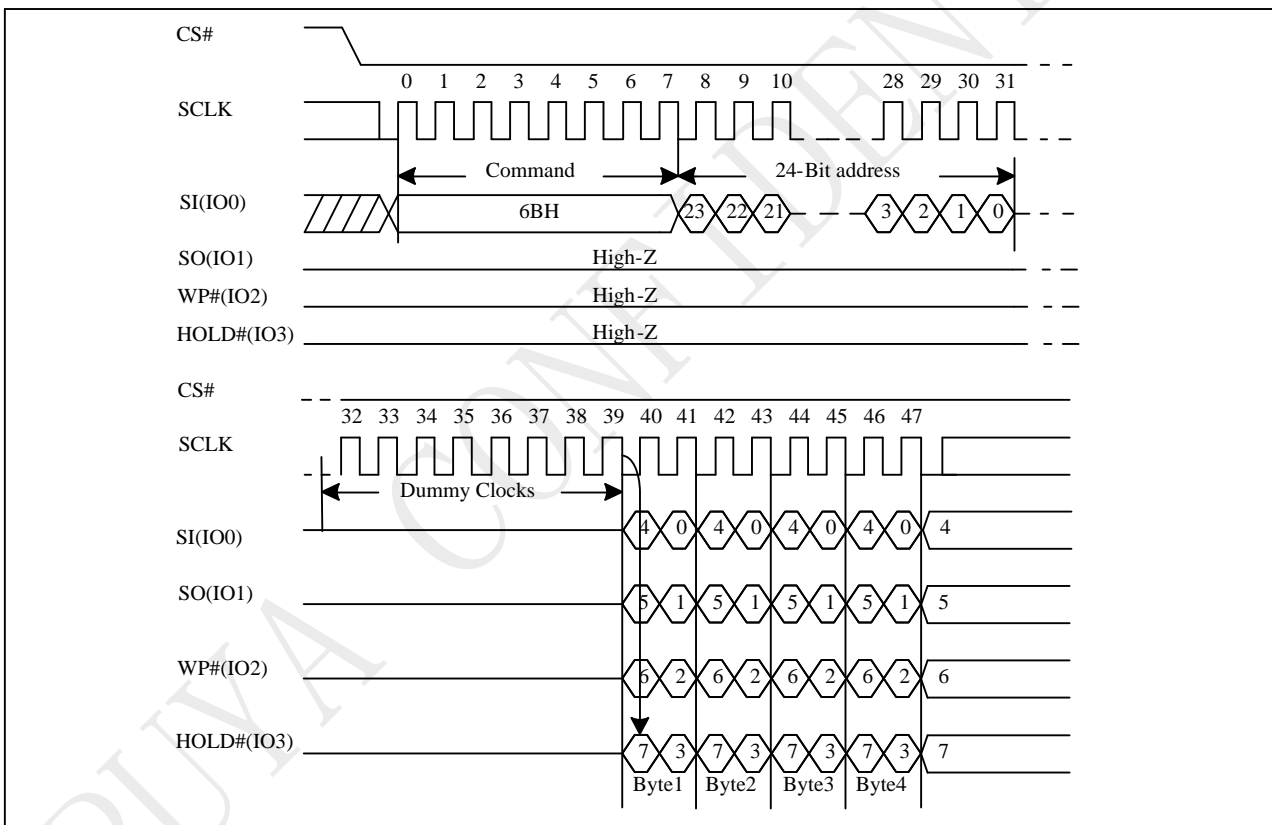 CS#
0 1 2 3 4 5 6 7 8 9 10 28 29 30 31
SCLK
Command 24-Bit address
SI(IO0) 6BH 23 22 21 3 2 1 0
SO(IO1) High-Z
WP#(IO2) High-Z
HOLD#(IO3) High-Z
CS#
32 33 34 35 36 37 38 39 40 41 42 43 44 45 46 47
SCLK
Dummy Clocks
SI(IO0) 4 0 4 0 4 0 4 0 4
SO(IO1) 5 1 5 1 5 1 5 1 5
WP#(IO2) 6 2 6 2 6 2 6 2 6
HOLD#(IO3) 7 3 7 3 7 3 7 3 7
Byte1 Byte2 Byte3 Byte4
PUYA CONFIDENT